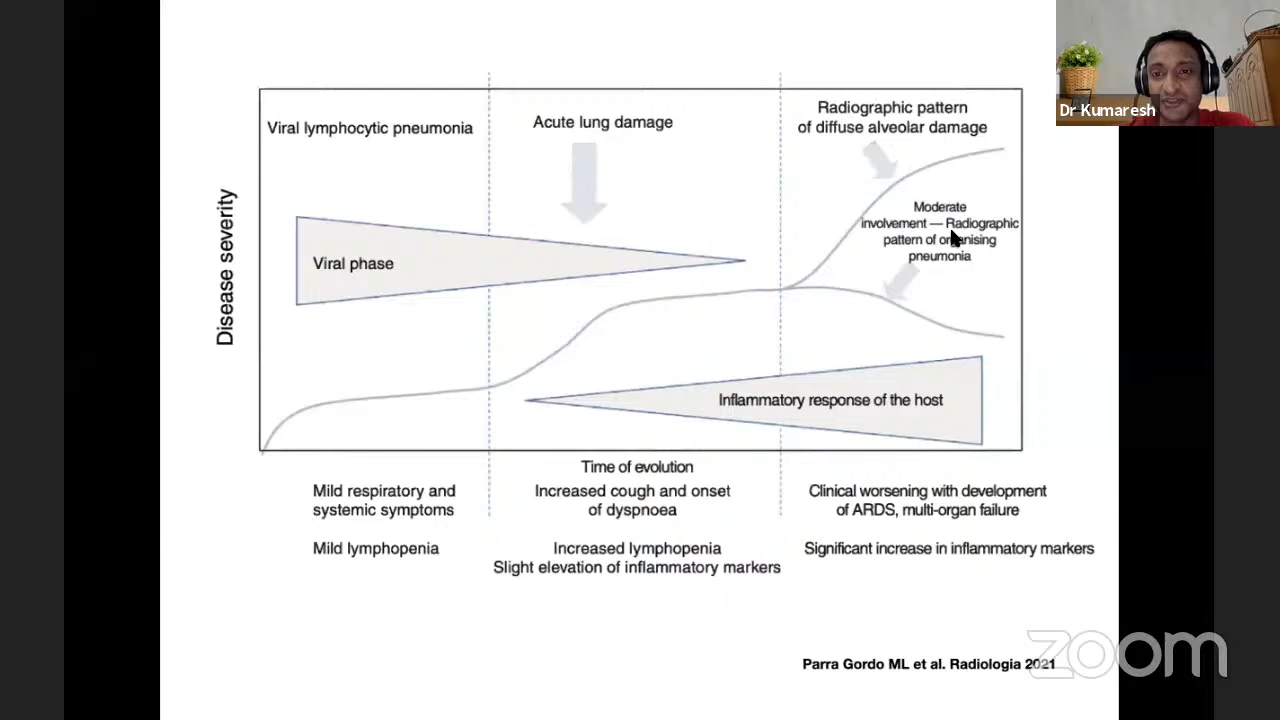 Dr Kumaresh
Disease severity
Viral lymphocytic pneumonia
Acute lung damage
Radiographic pattern
of diffuse alveolar damage
Moderate
involvement — Radiographic
pattern of organising
pneumonia
Viral phase
Inflammatory response of the host
Time of evolution
Mild respiratory and
systemic symptoms
Mild lymphopenia
Increased cough and onset
of dyspnoea
Increased lymphopenia
Slight elevation of inflammatory markers
Clinical worsening with development
of ARDS, multi-organ failure
Significant increase in inflammatory markers
Parra Gordo ML et al. Radiologia 2021
zoom